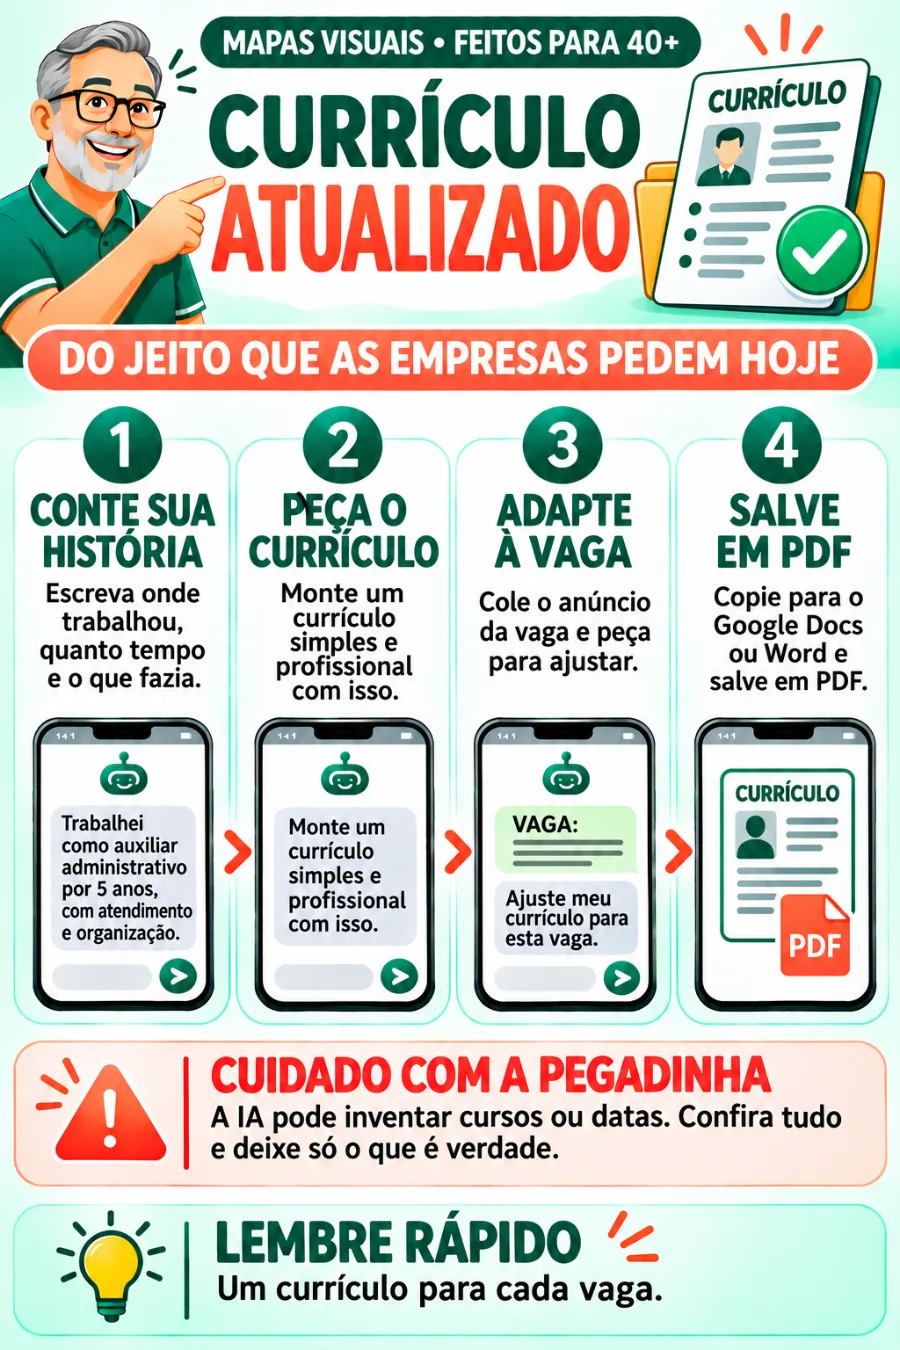 MAPAS VISUAIS • FEITOS PARA 40+
CURRÍCULO
ATUALIZADO
CURRÍCULO
DO JEITO QUE AS EMPRESAS PEDEM HOJE
1
CONTE SUA
HISTÓRIA
Escreva onde
trabalhou,
quanto tempo
e o que fazia.
Trabalhei
como auxiliar
administrativo
por 5 anos,
com atendimento
e organização.
2
PEÇA O
CURRÍCULO
Monte um
currículo
simples e
profissional
com isso.
Monte um
currículo
simples e
profissional
com isso.
3
ADAPTE
À VAGA
Cole o anúncio
da vaga e peça
para ajustar.
VAGA:
Ajuste meu
currículo para
esta vaga.
4
SALVE
EM PDF
Copie para o
Google Docs
ou Word e
salve em PDF.
CURRÍCULO
PDF
CUIDADO COM A PEGADINHA
A IA pode inventar cursos ou datas. Confira tudo
e deixe só o que é verdade.
LEMBRE RÁPIDO
Um currículo para cada vaga.